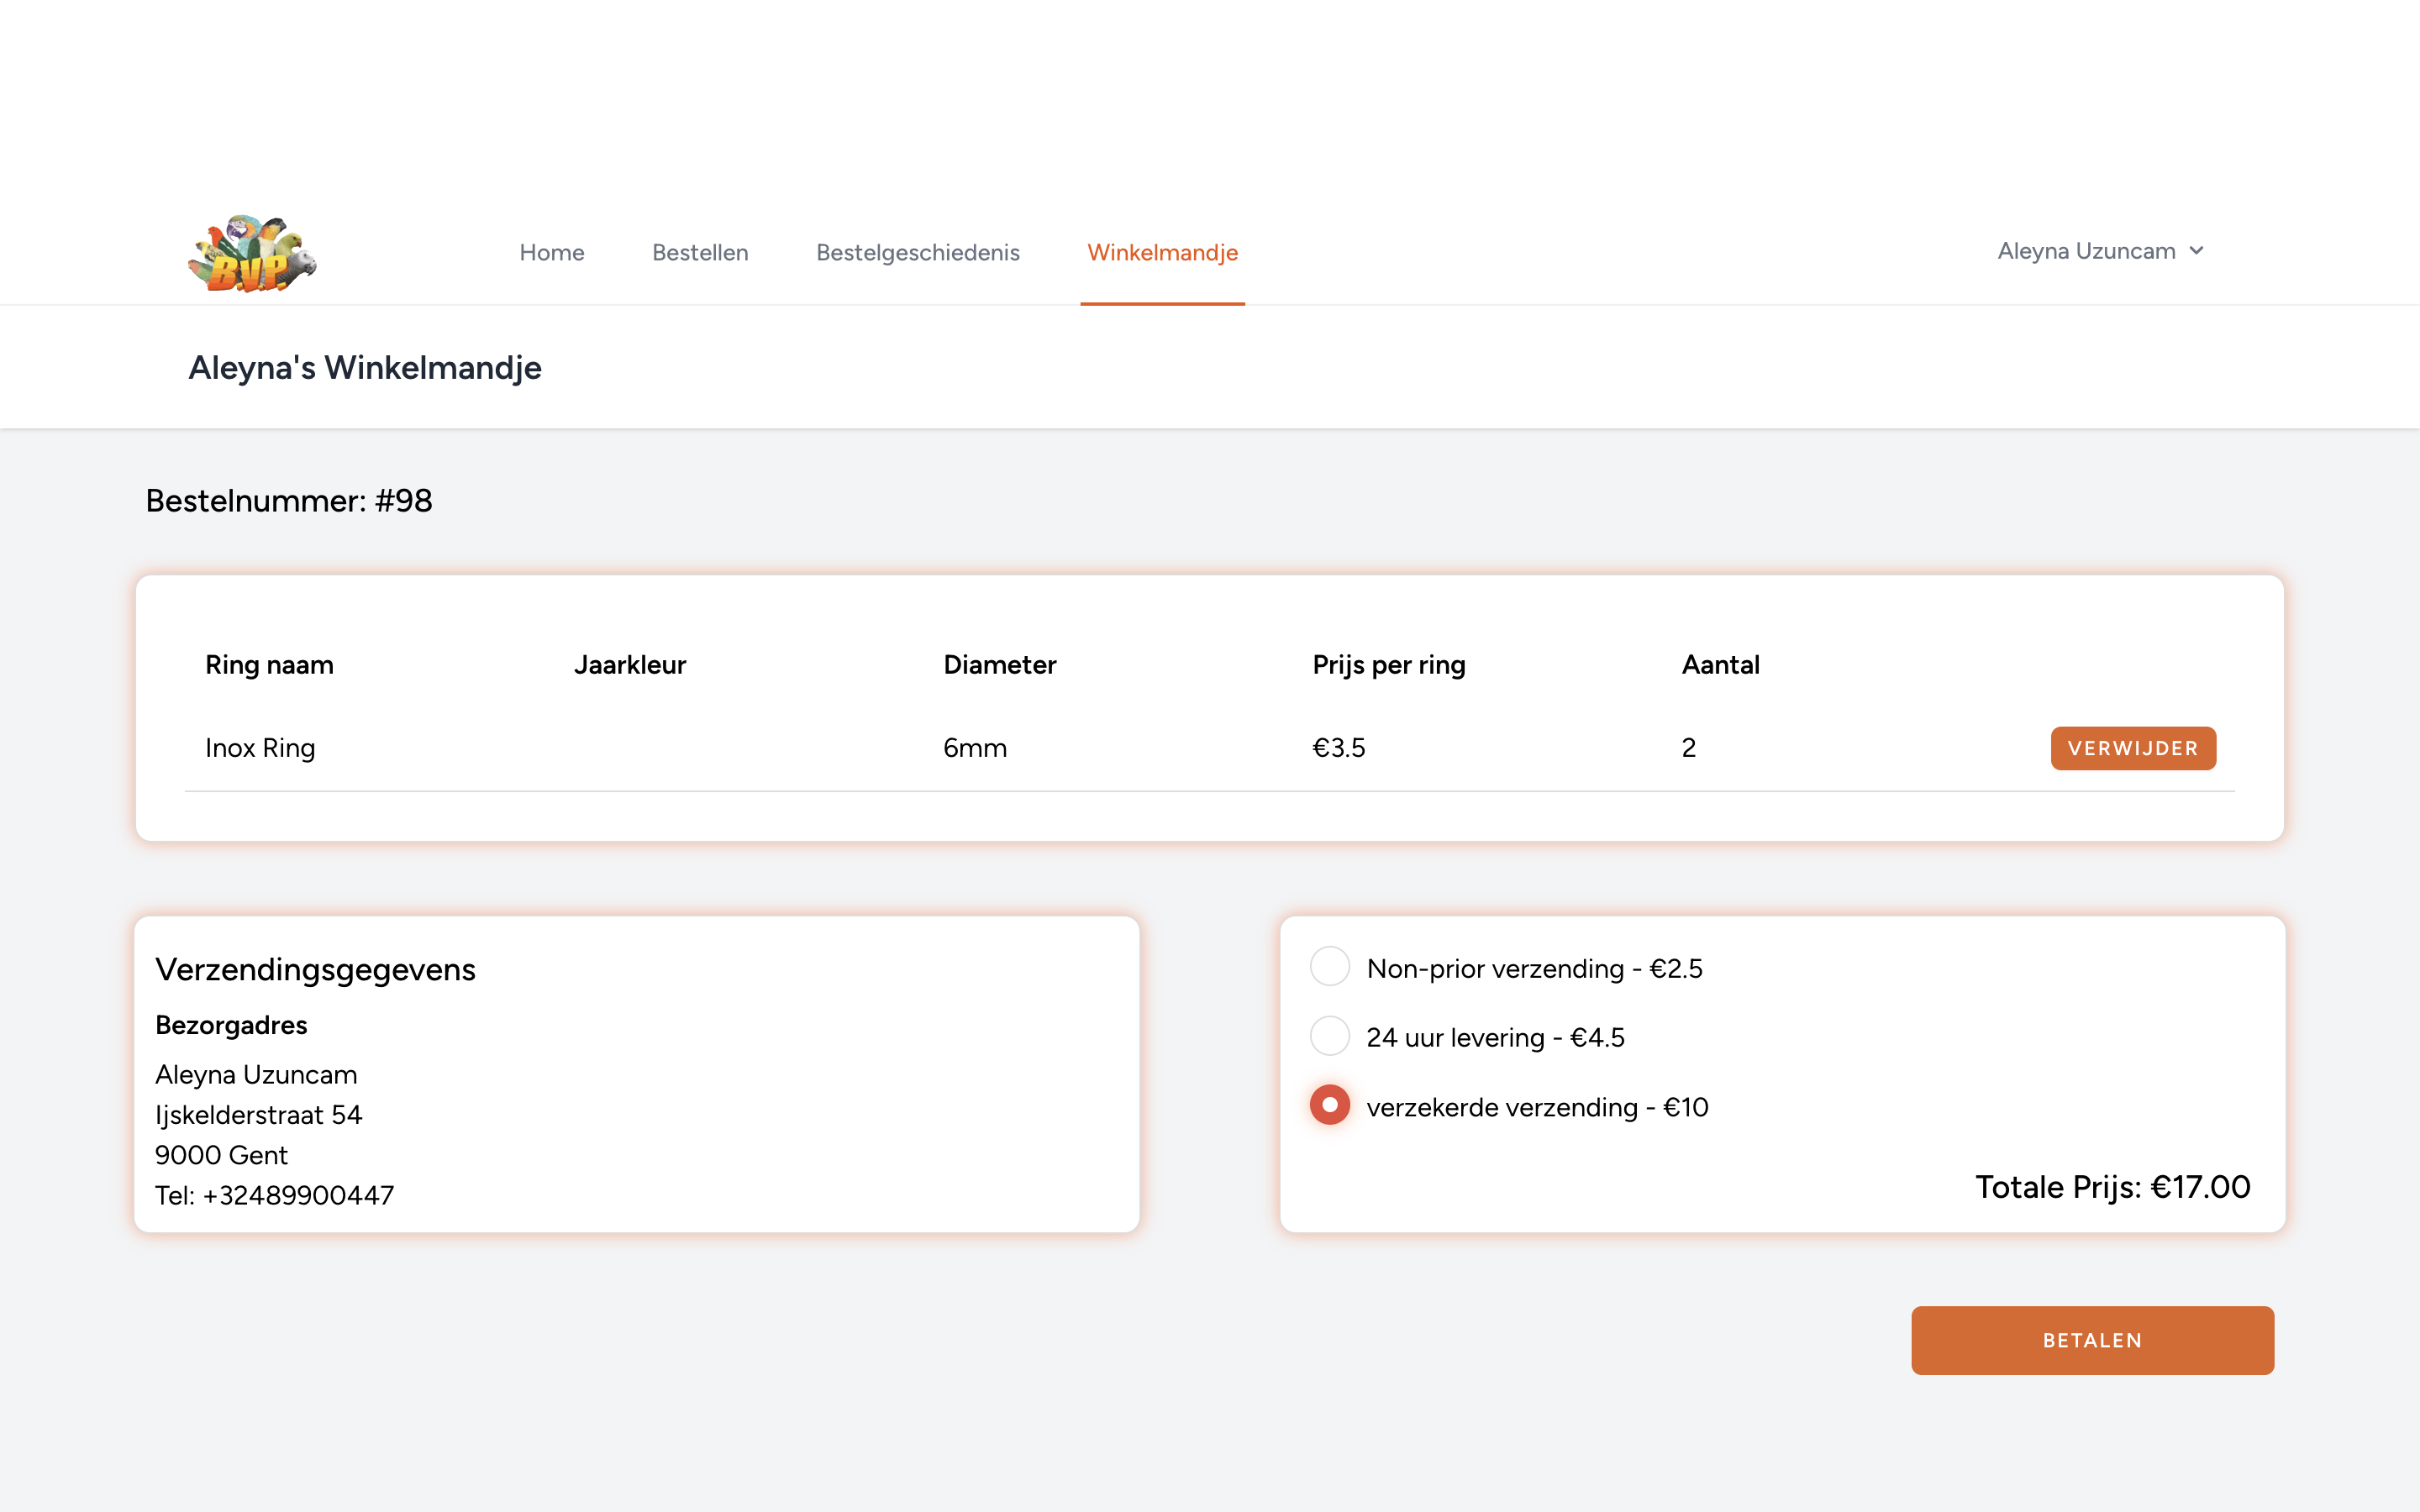 B.V.P.
Home
Bestellen
Bestelgeschiedenis
Winkelmandje
Aleyna Uzuncam
Aleyna's Winkelmandje
Bestelnummer: #98
Ring naam
Jaarkleur
Diameter
Prijs per ring
Aantal
Inox Ring
6mm
€3.5
2
VERWIJDER
Verzendingsgegevens
Bezorgadres
Aleyna Uzuncam
Ijskelderstraat 54
9000 Gent
Tel: +32489900447
Non-prior verzending - €2.5
24 uur levering - €4.5
verzekerde verzending - €10
Totale Prijs: €17.00
BETALEN